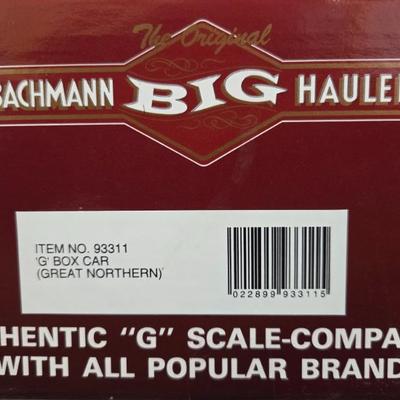 The Original
BACHMANN BIG HAULE
ITEM NO. 93311
'G' BOX CAR
(GREAT NORTHERN)
022899 933115
HENTIC "G" SCALE-COMPA
WITH ALL POPULAR BRAND